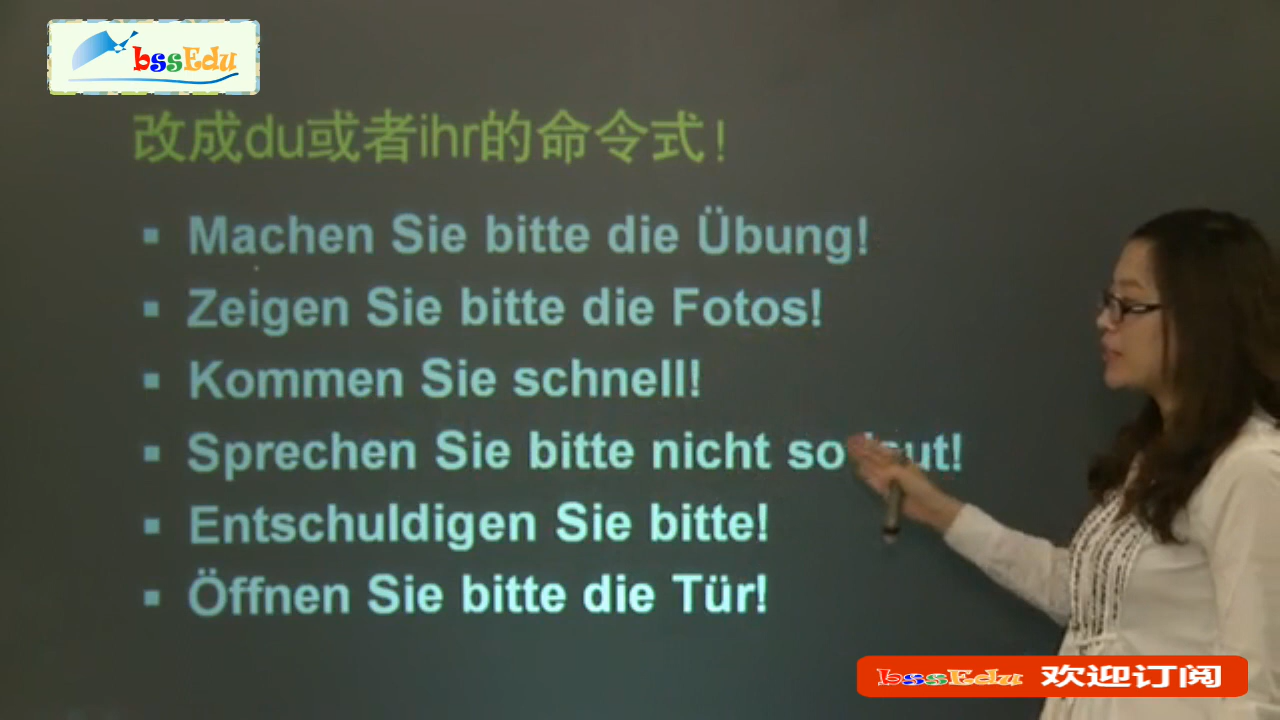 bssEdu
改成du或者ihr的命令式!
Machen Sie bitte die Übung!
Zeigen Sie bitte die Fotos!
Kommen Sie schnell!
Sprechen Sie bitte nicht so laut!
Entschuldigen Sie bitte!
Öffnen Sie bitte die Tür!
bssEdu 欢迎订阅